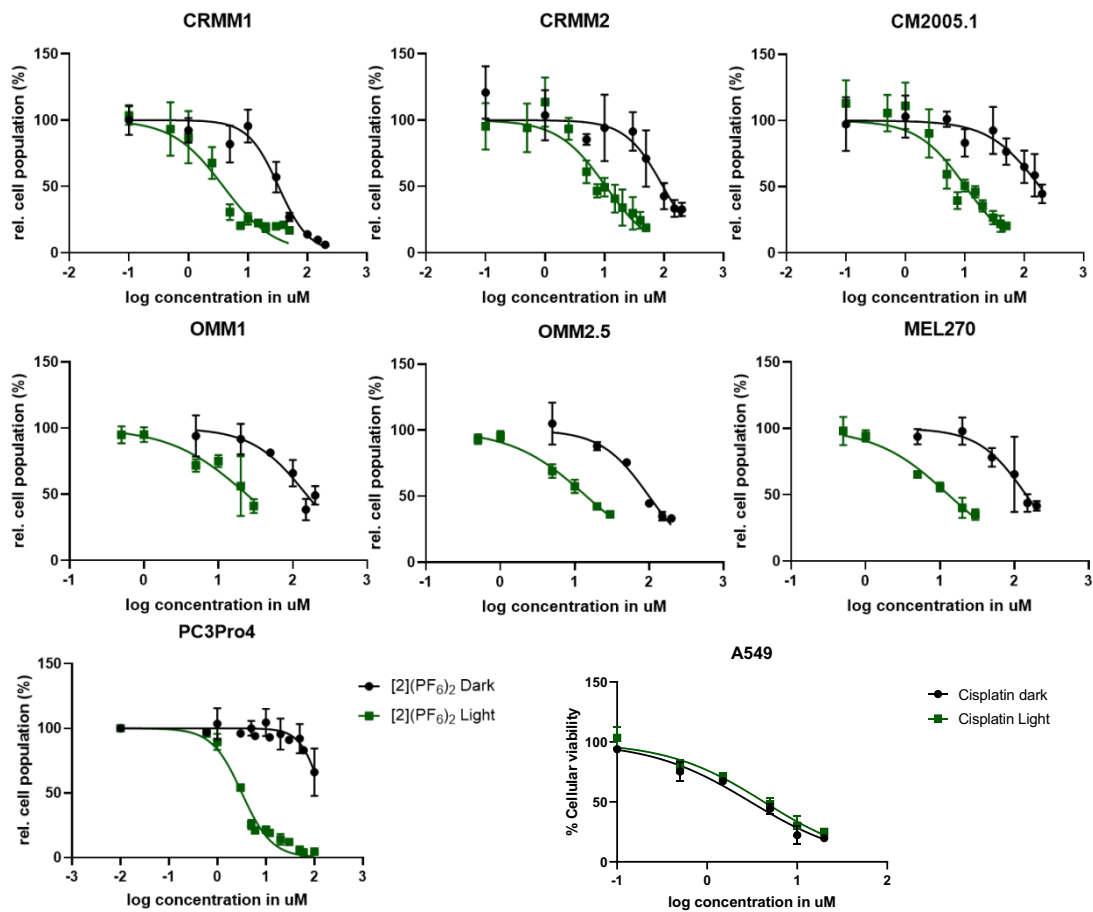 CRMM1
rel. cell population (%)
150
100
50
0
-2 -1 0 1 2 3
log concentration in uM
CRMM2
rel. cell population (%)
150
100
50
0
-2 -1 0 1 2 3
log concentration in uM
CM2005.1
rel. cell population (%)
150
100
50
0
-2 -1 0 1 2 3
log concentration in uM
OMM1
rel. cell population (%)
150
100
50
0
-1 0 1 2 3
log concentration in uM
OMM2.5
rel. cell population (%)
150
100
50
0
-1 0 1 2 3
log concentration in uM
MEL270
rel. cell population (%)
150
100
50
0
-1 0 1 2 3
log concentration in uM
PC3Pro4
rel. cell population (%)
150
100
50
0
-3 -2 -1 0 1 2 3
log concentration in uM
[2](PF₆)₂ Dark
[2](PF₆)₂ Light
A549
% Cellular viability
150
100
50
0
-1 0 1 2
log concentration in uM
Cisplatin dark
Cisplatin Light